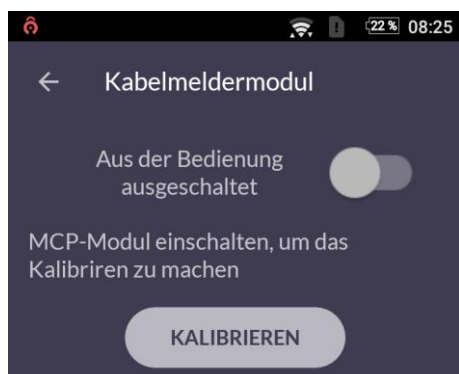 22 % 08:25
Kabelmeldermodul
Aus der Bedienung
ausgeschaltet
MCP-Modul einschalten, um das
Kalibriren zu machen
KALIBRIEREN